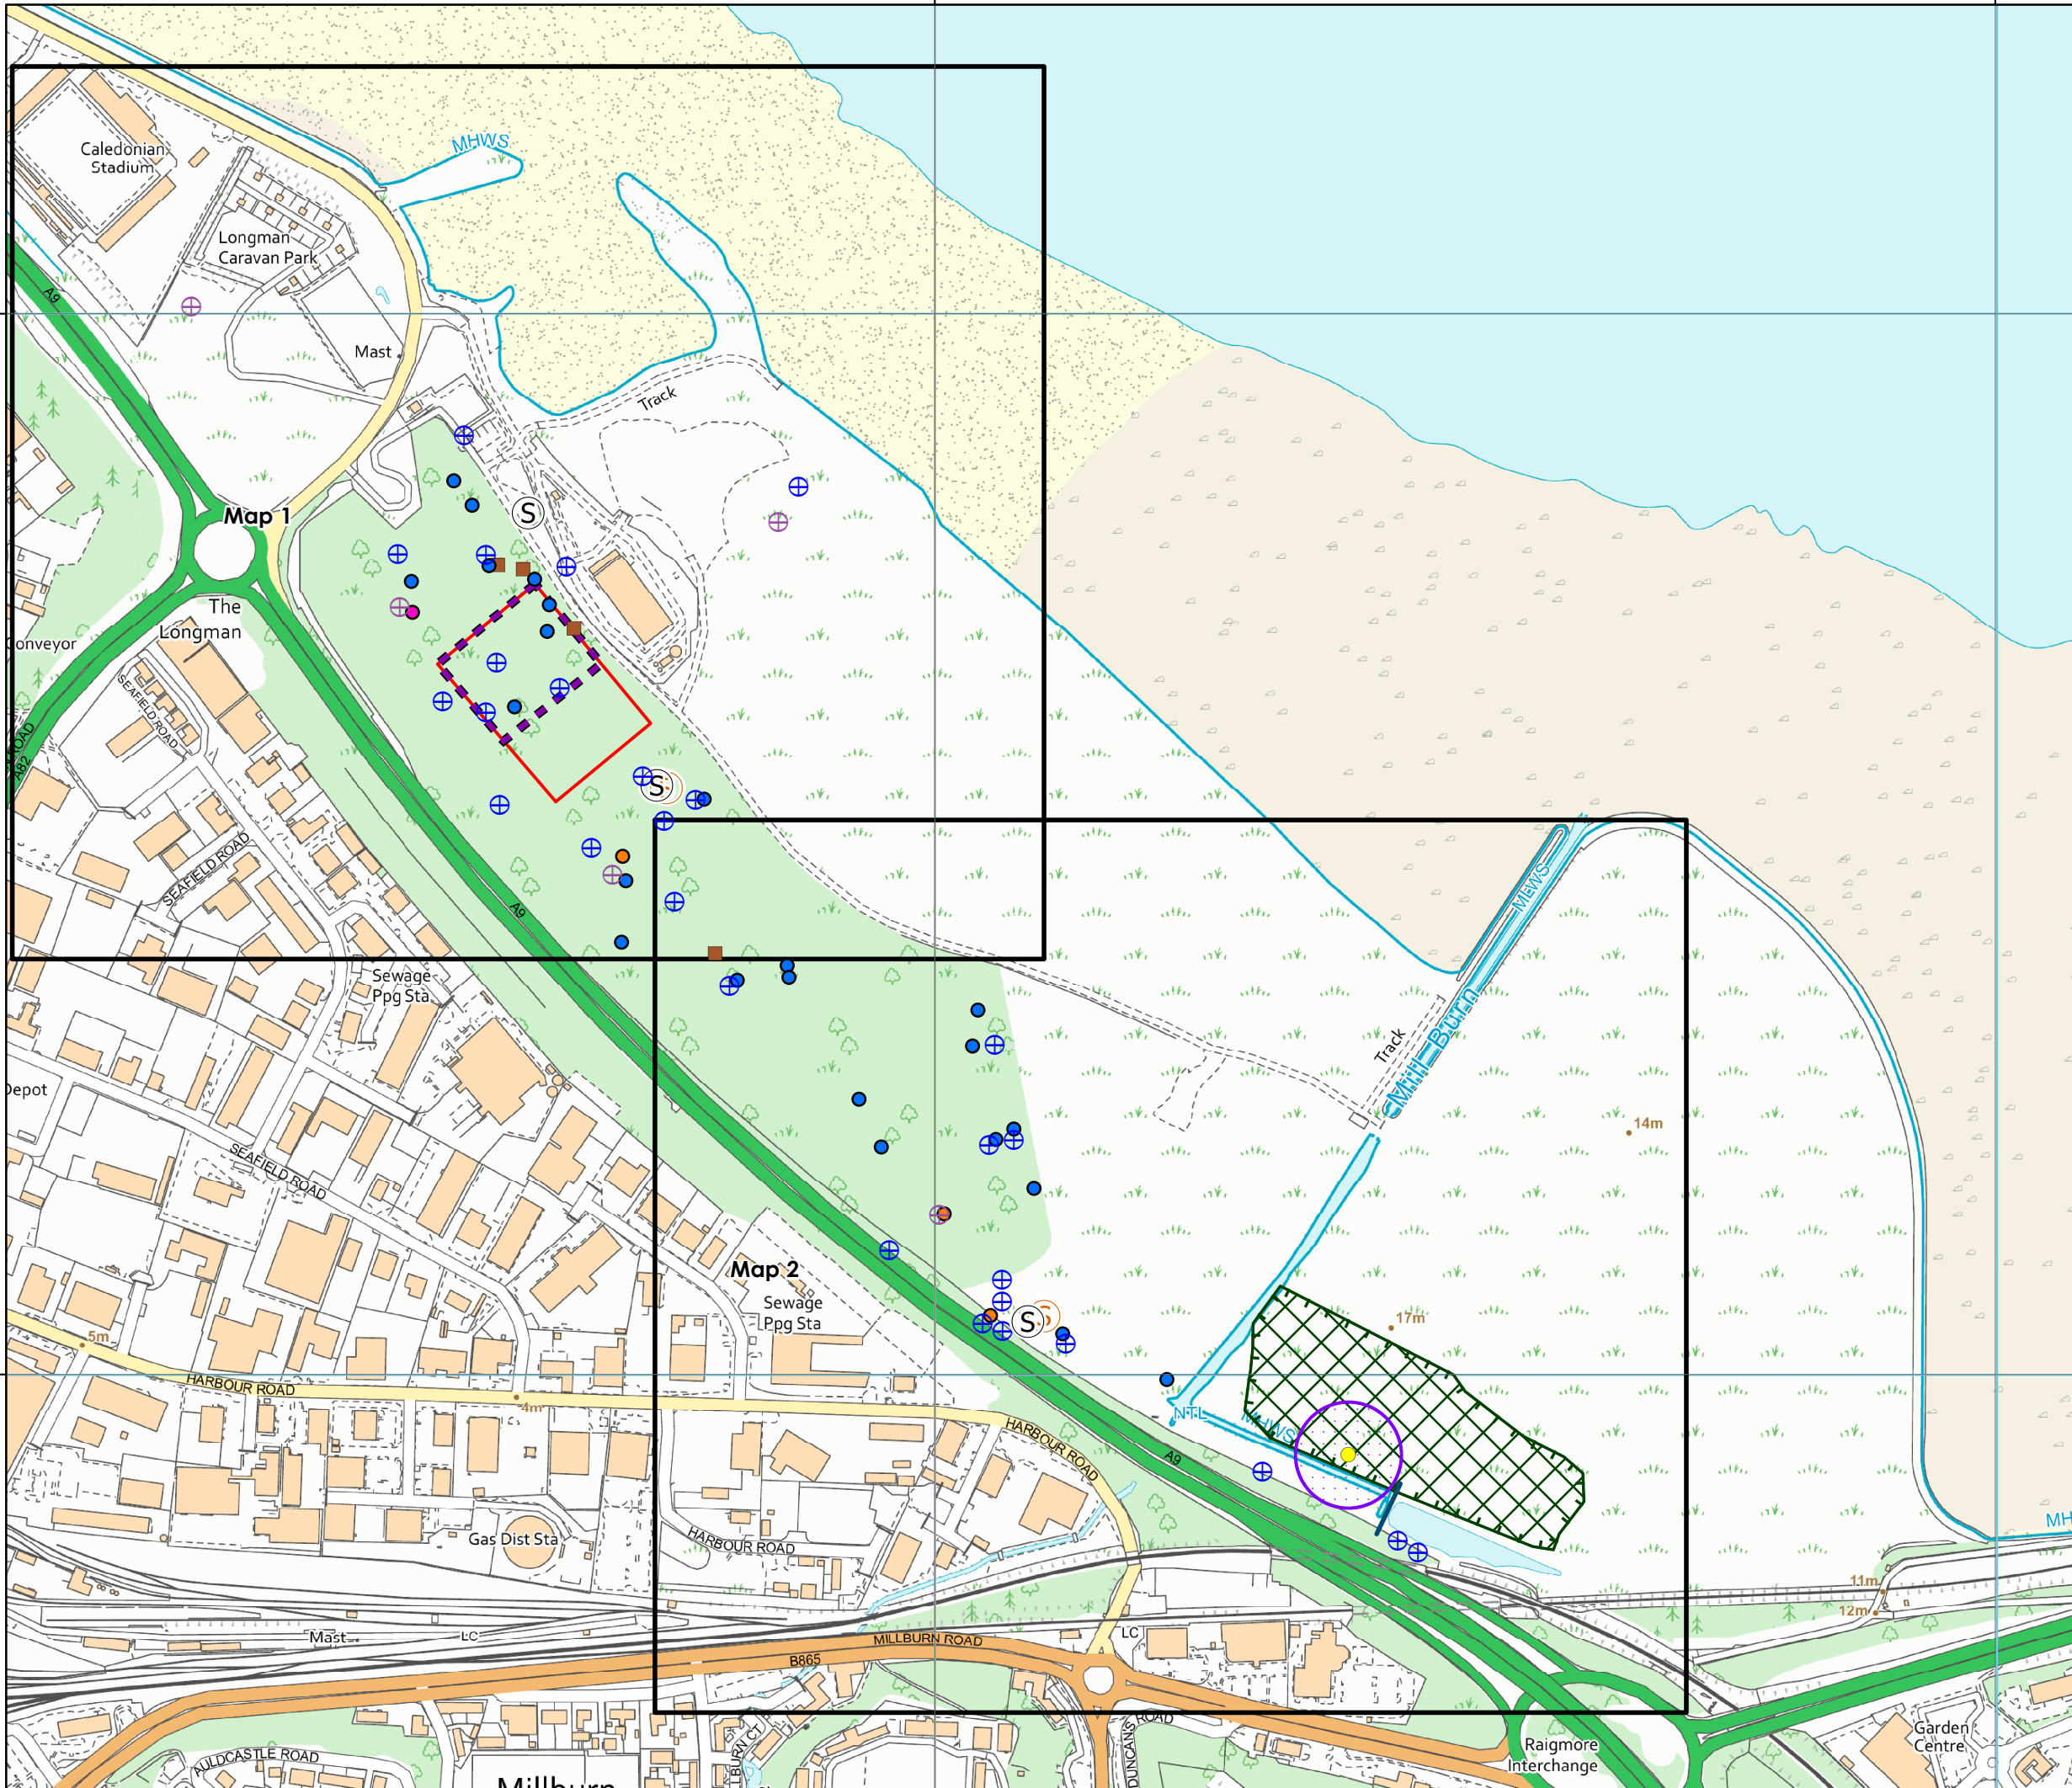 MHWS
Caledonian
Stadium
Longman
Caravan Park
A9
Mast
Track
S
Map 1
The
Longman
onveyor
SEAFIELD ROAD
ROAD
A82
S
SEAFIELD ROAD
A9
MHWS
Sewage
Ppg Sta
Mill Burn
Track
Depot
14m
SEAFIELD ROAD
Map 2
Sewage
Ppg Sta
S
S
17m
5m
HARBOUR ROAD
4m
NTL
MHWS
HARBOUR ROAD
A9
Gas Dist Sta
HARBOUR ROAD
MH
11m
12m
Mast
LC
MILLBURN ROAD
LC
B865
DUNCANS ROAD
Garden
Centre
Raigmore
Interchange
AULDCASTLE ROAD
LBURN CT
Millburn